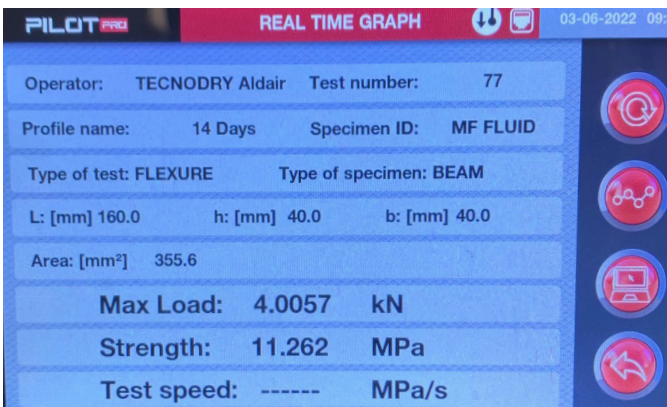 PILOT PRO REAL TIME GRAPH 03-06-2022 09:
Operator: TECNODRY Aldair Test number: 77
Profile name: 14 Days Specimen ID: MF FLUID
Type of test: FLEXURE Type of specimen: BEAM
L: [mm] 160.0 h: [mm] 40.0 b: [mm] 40.0
Area: [mm²] 355.6
Max Load: 4.0057 kN
Strength: 11.262 MPa
Test speed: ------ MPa/s